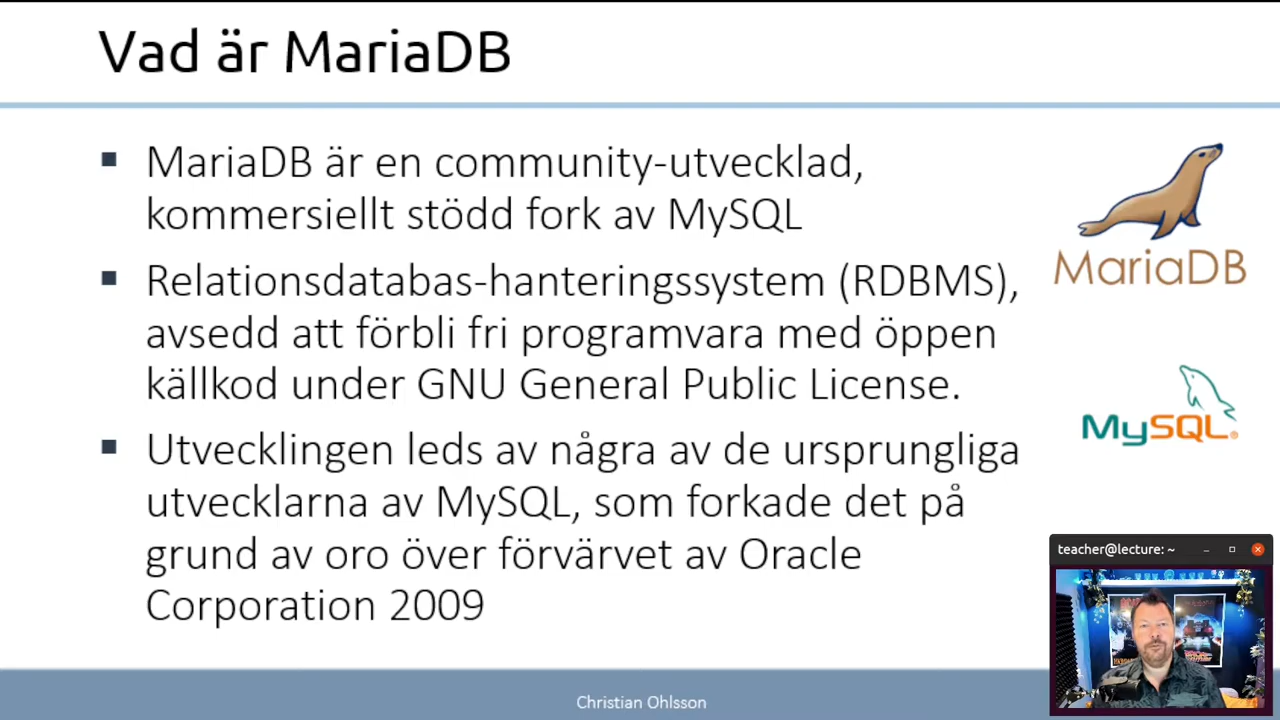 Vad är MariaDB
▪ MariaDB är en community-utvecklad,
kommersiellt stödd fork av MySQL
▪ Relationsdatabas-hanteringssystem (RDBMS),
avsedd att förbli fri programvara med öppen
källkod under GNU General Public License.
▪ Utvecklingen leds av några av de ursprungliga
utvecklarna av MySQL, som forkade det på
grund av oro över förvärvet av Oracle
Corporation 2009
MariaDB
MySQL®
teacher@lecture: ~
Christian Ohlsson